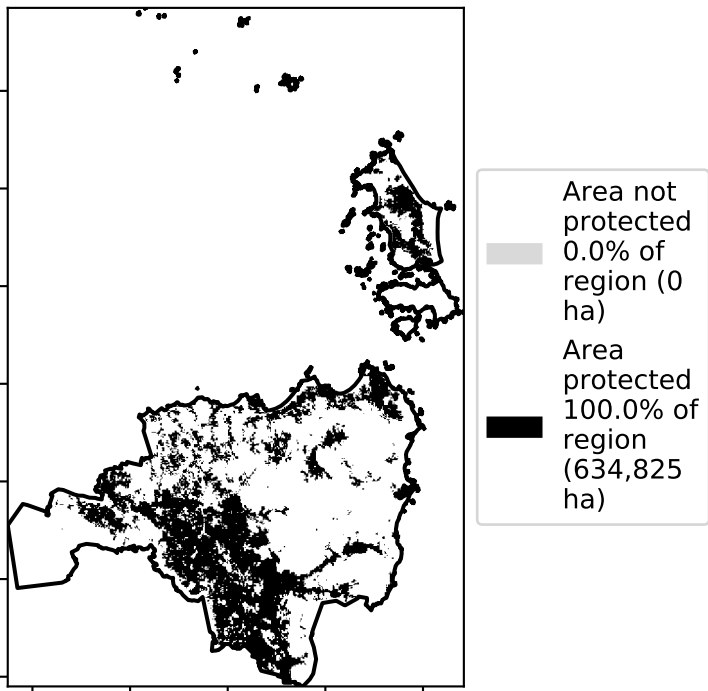 Area not
protected
0.0% of
region (0
ha)
Area
protected
100.0% of
region
(634,825
ha)